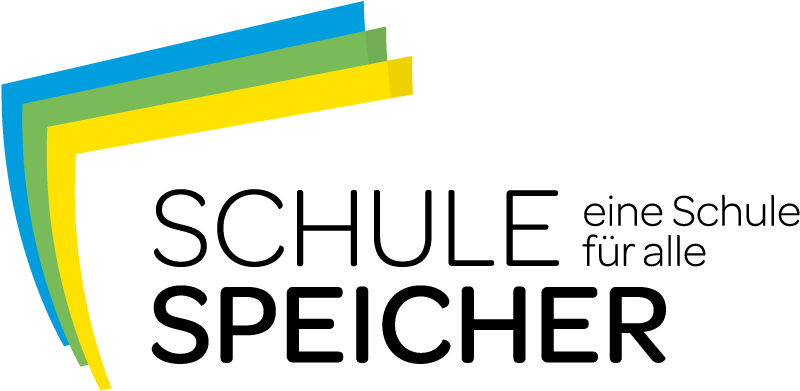 SCHULE
eine Schule
für alle
SPEICHER